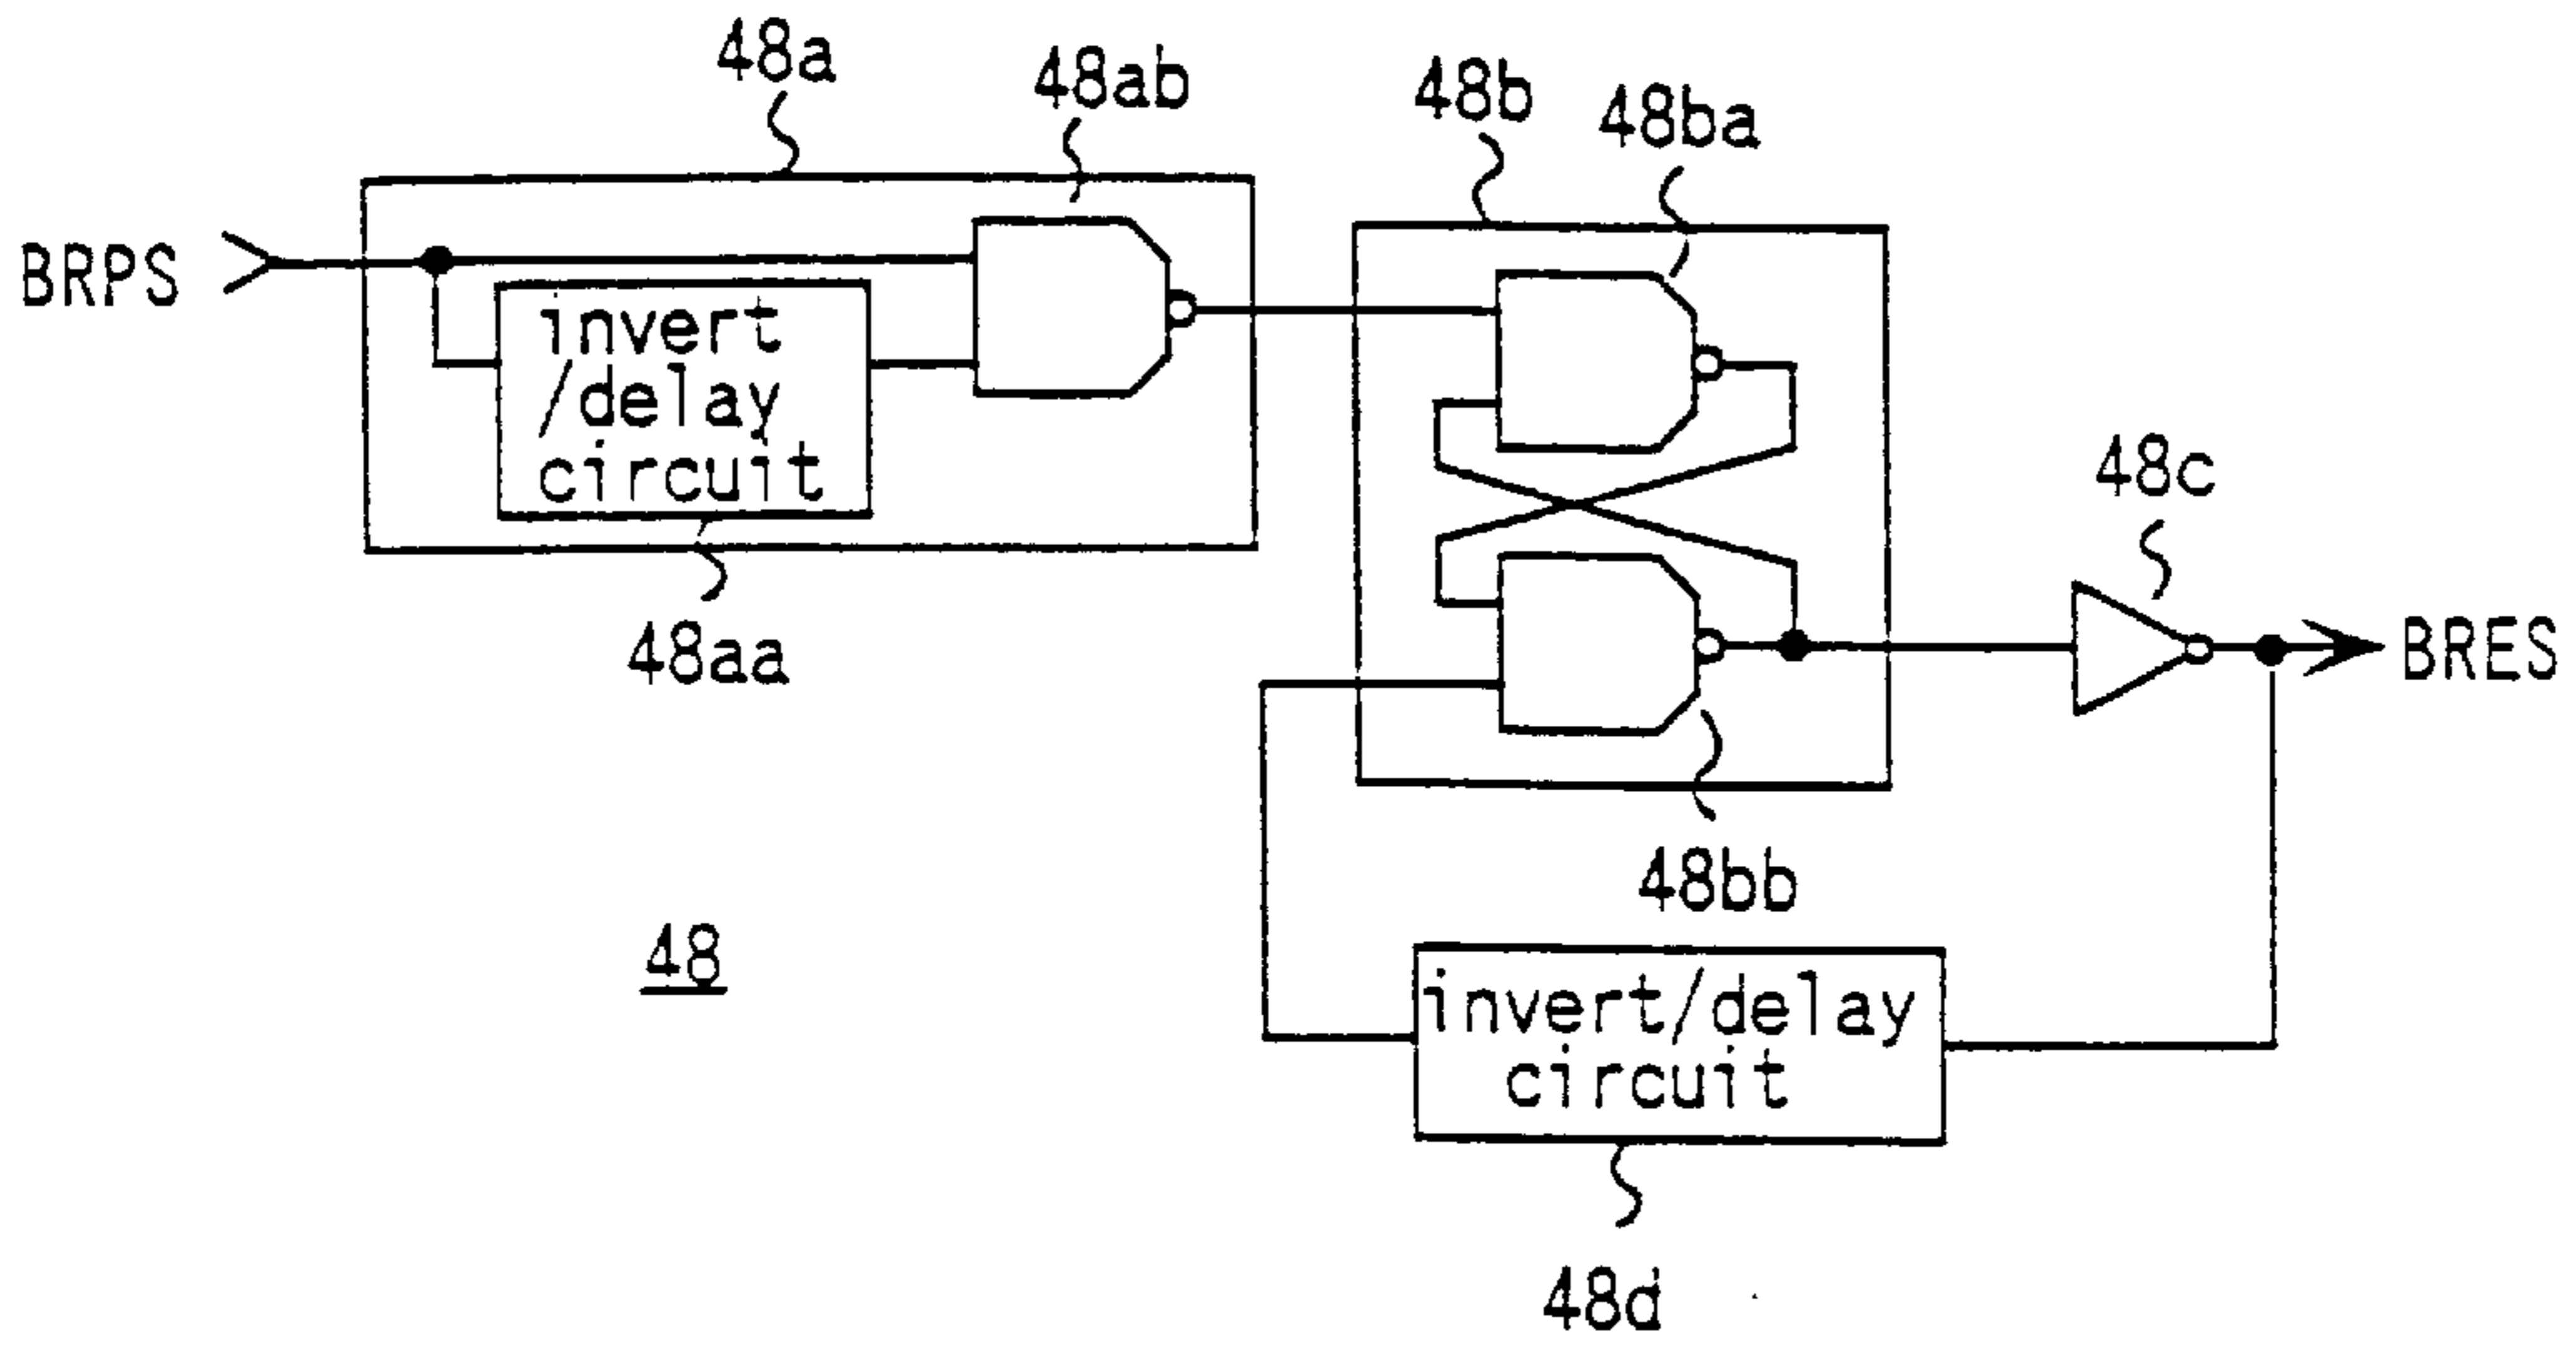 48a
48ab
48b
48ba
BRPS
invert
/delay
circuit
48aa
48c
BRES
48bb
48
invert/delay
circuit
48d